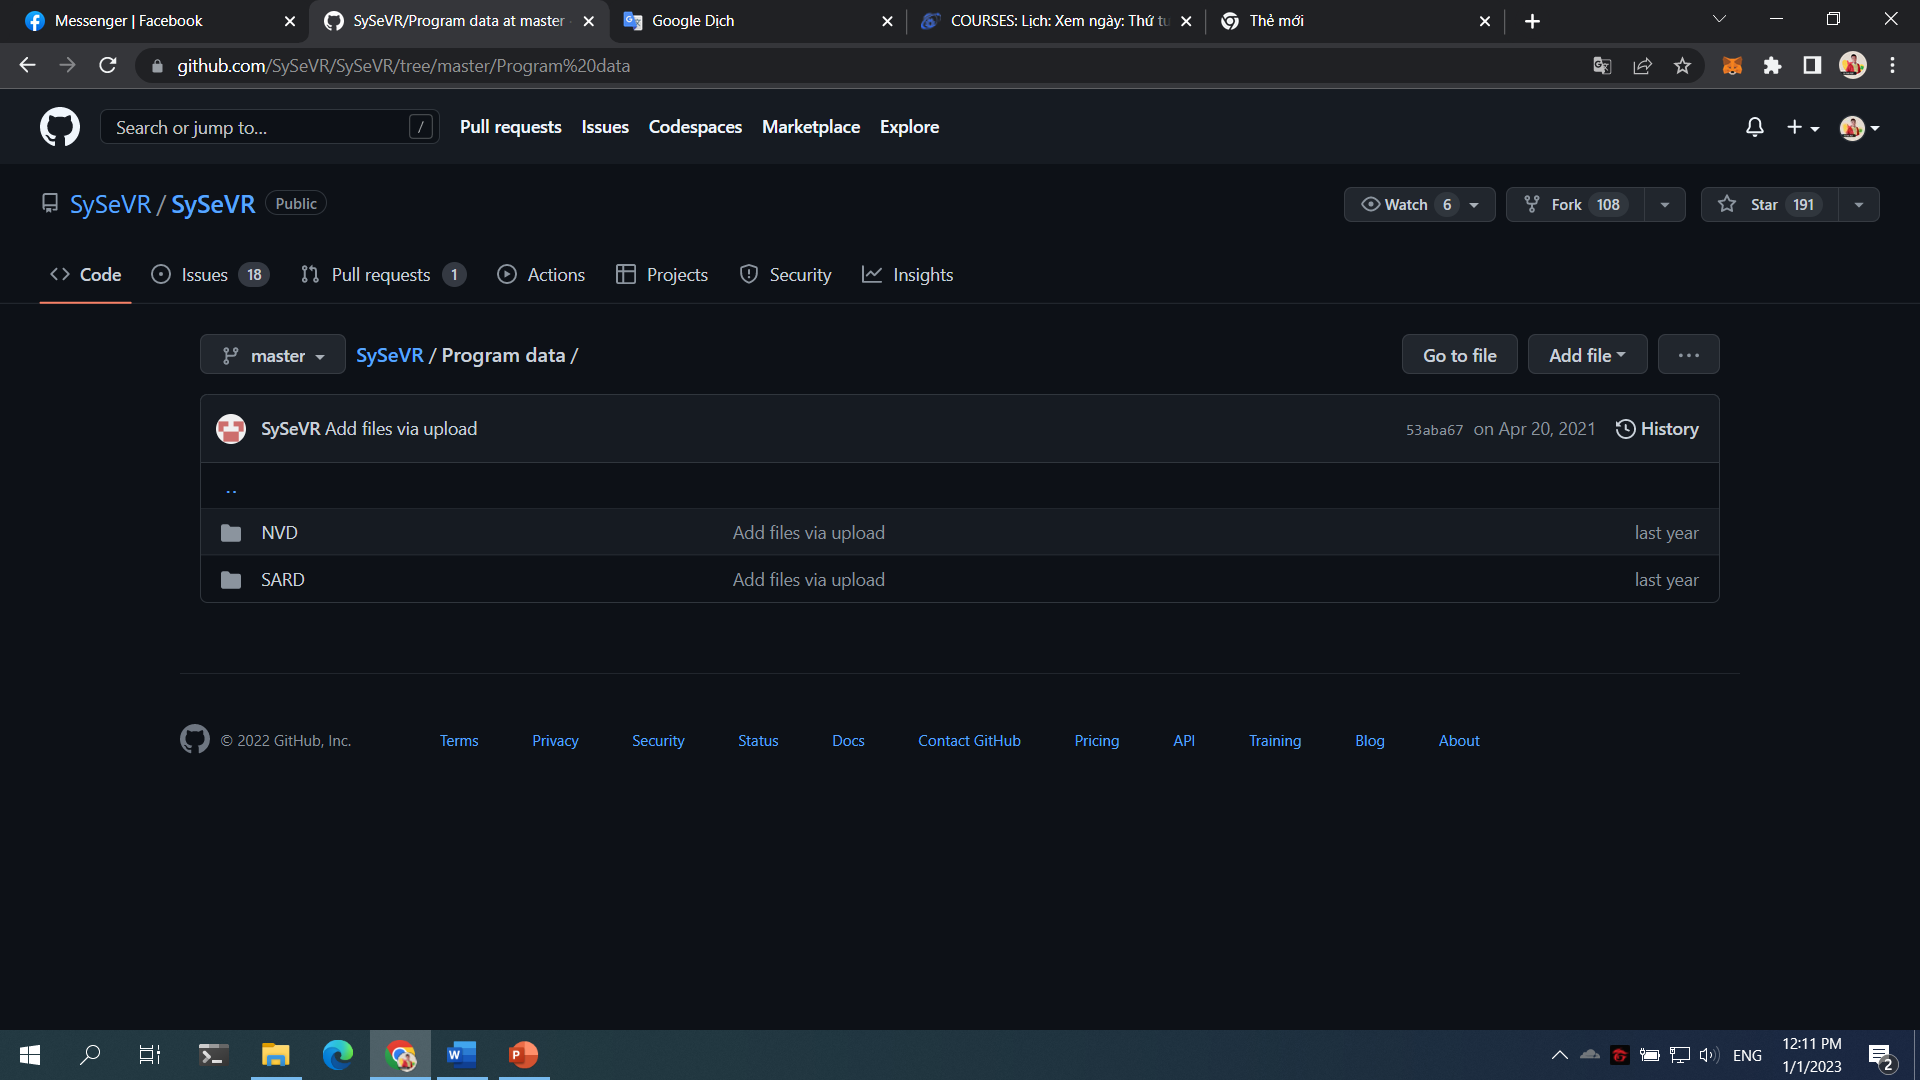 Messenger | Facebook
SySeVR/Program data at master
Google Dịch
COURSES: Lịch: Xem ngày: Thứ tư
Thẻ mới
github.com/SySeVR/SySeVR/tree/master/Program%20data
Search or jump to... /
Pull requests Issues Codespaces Marketplace Explore
SySeVR / SySeVR Public
Watch 6 Fork 108 Star 191
Code Issues 18 Pull requests 1 Actions Projects Security Insights
master SySeVR / Program data /
Go to file Add file ...
SySeVR Add files via upload 53aba67 on Apr 20, 2021 History
..
NVD Add files via upload last year
SARD Add files via upload last year
© 2022 GitHub, Inc. Terms Privacy Security Status Docs Contact GitHub Pricing API Training Blog About
ENG
12:11 PM
1/1/2023
2